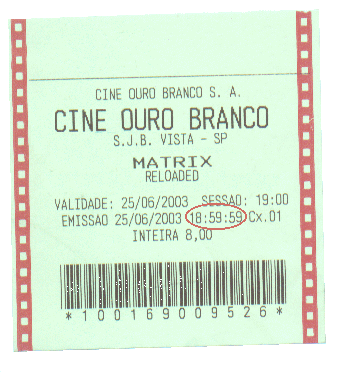 CINE OURO BRANCO S. A.
CINE OURO BRANCO
S.J.B. VISTA - SP
MATRIX
RELOADED
VALIDADE: 25/06/2003 SESSAO: 19:00
EMISSAO 25/06/2003 18:59:59 Cx.01
INTEIRA 8,00
*100169009526*